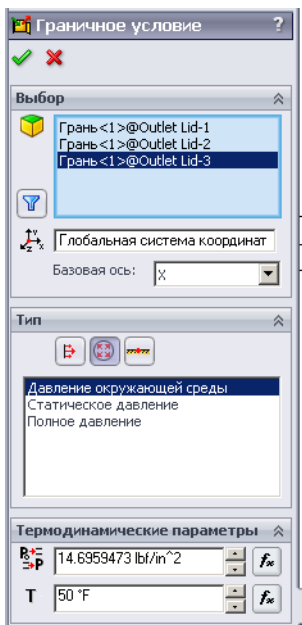 Граничное условие ?
Выбор
Грань<1>@Outlet Lid-1
Грань<1>@Outlet Lid-2
Грань<1>@Outlet Lid-3
Глобальная система координат
Базовая ось: X
Тип
Давление окружающей среды
Статическое давление
Полное давление
Термодинамические параметры
14.6959473 lbf/in^2
T 50 °F